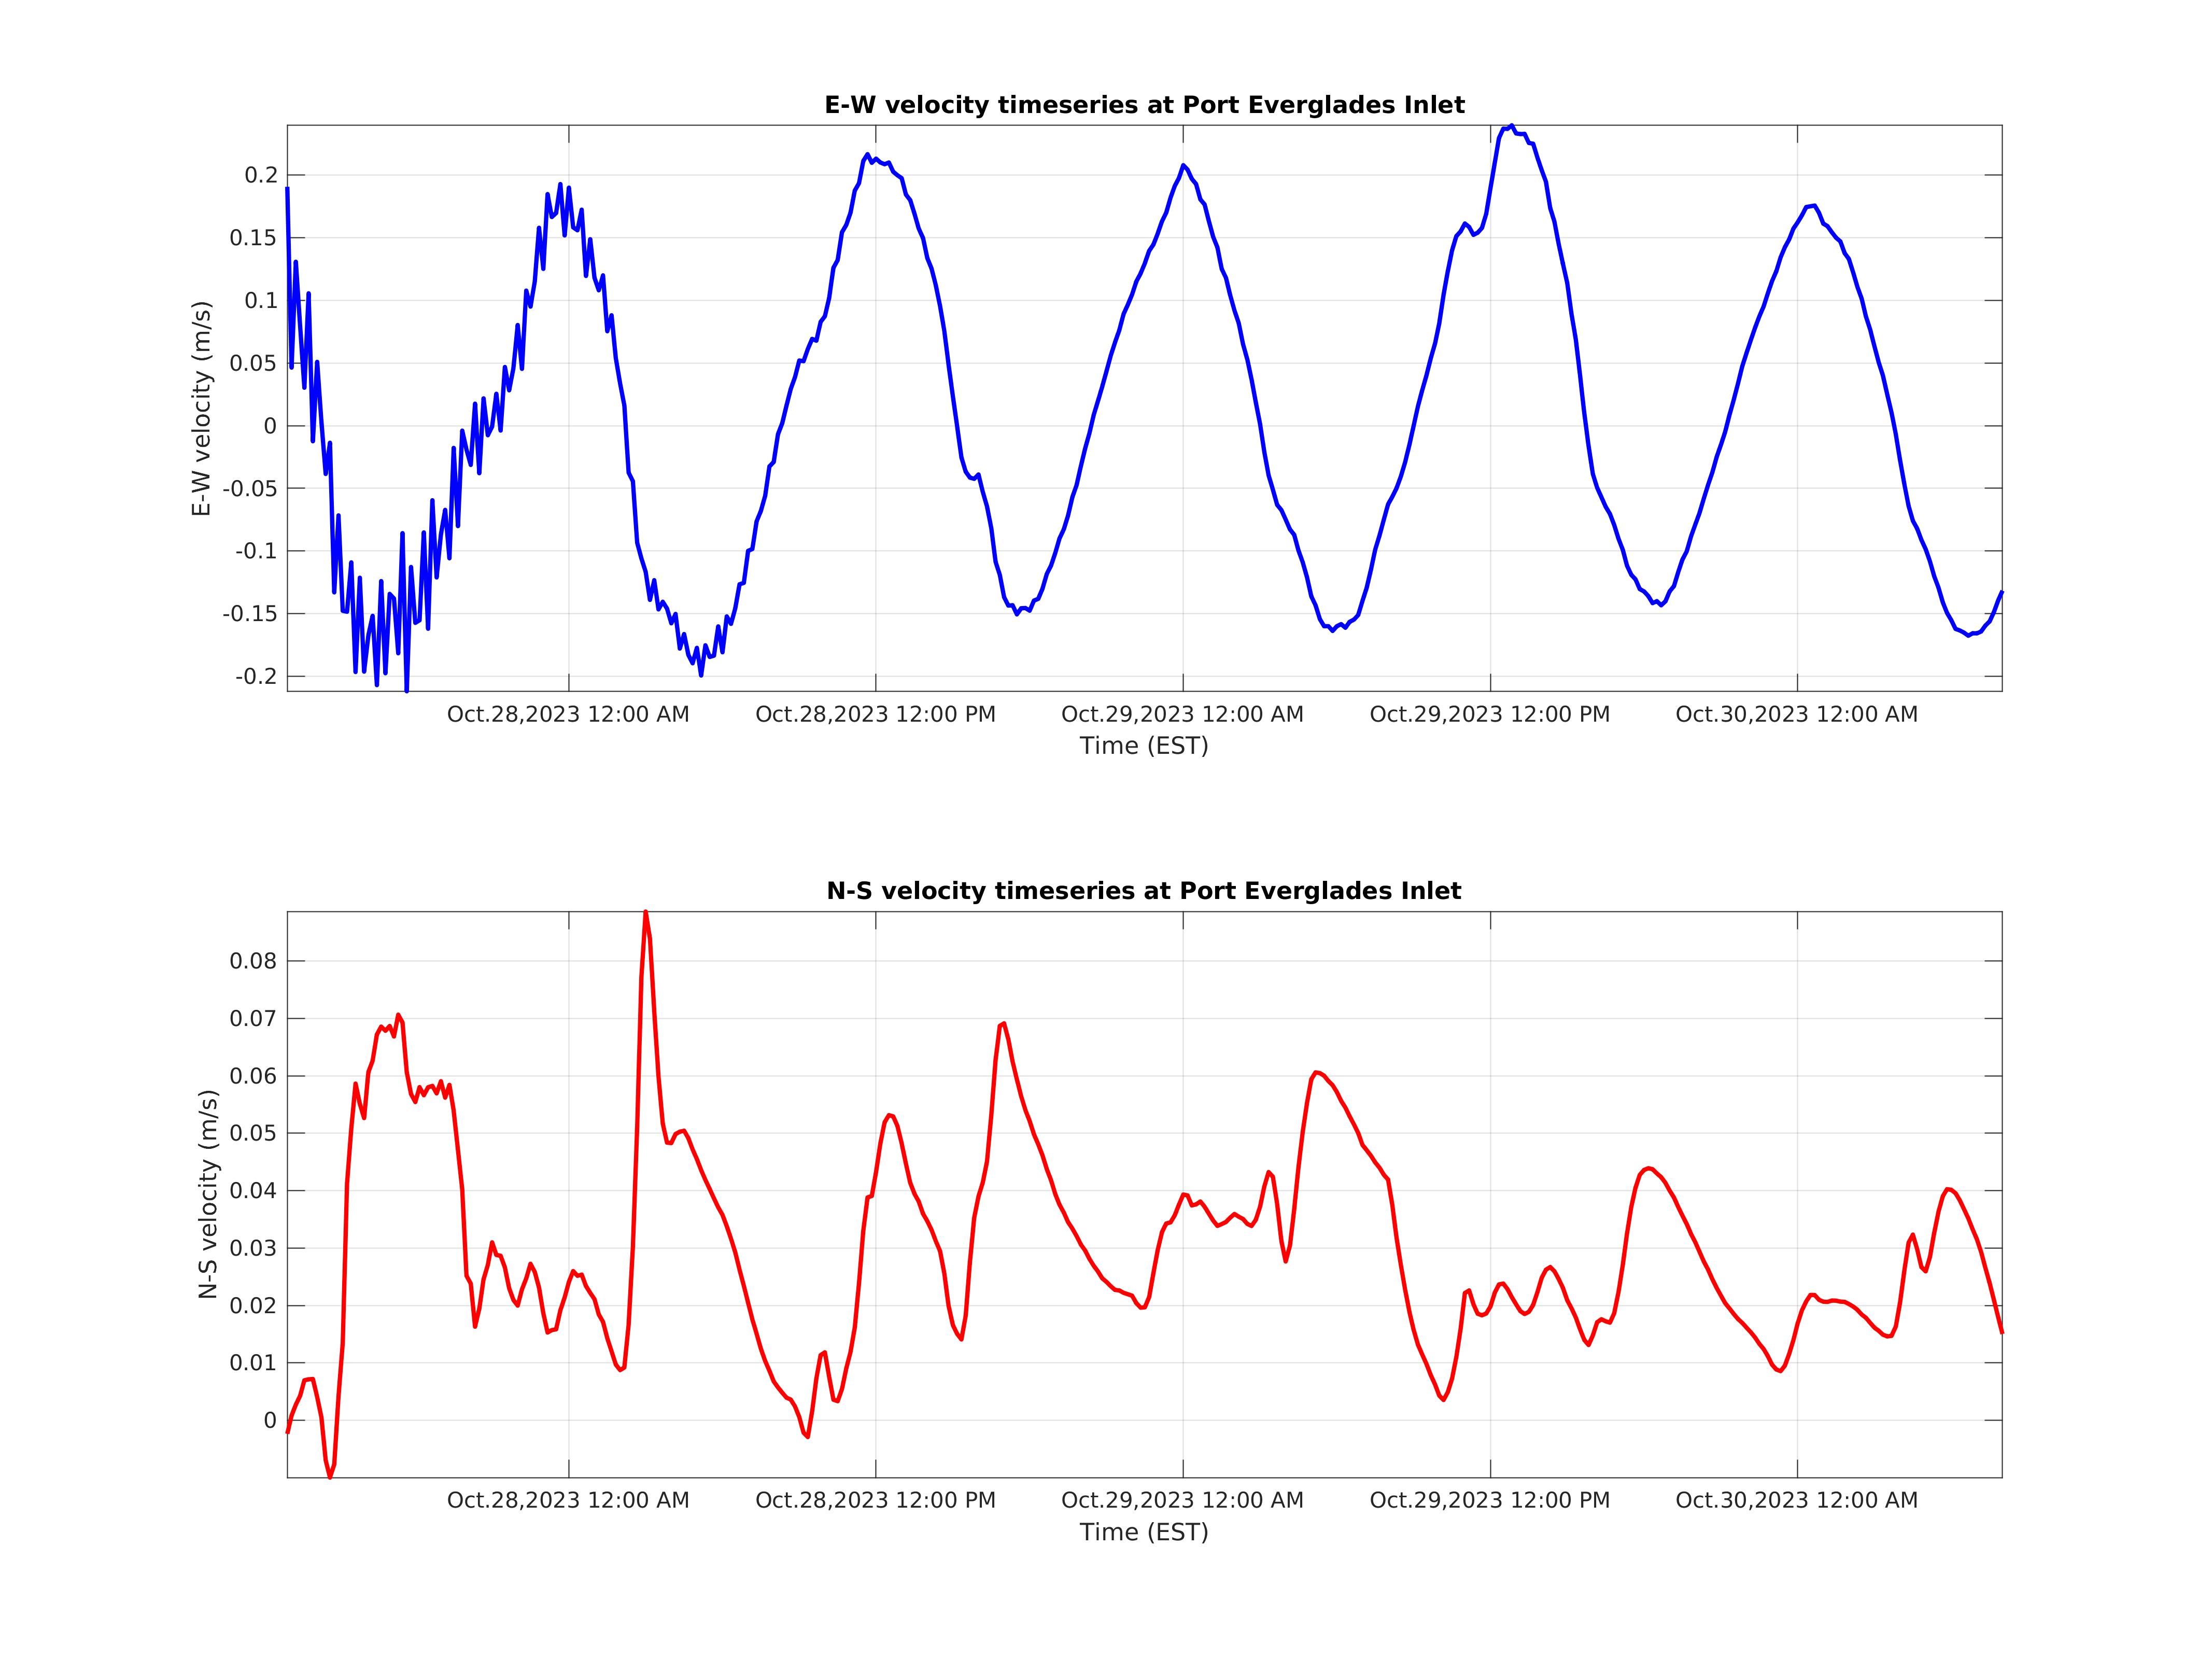 E-W velocity timeseries at Port Everglades Inlet
E-W velocity (m/s)
0.2
0.15
0.1
0.05
0
-0.05
-0.1
-0.15
-0.2
Oct.28,2023 12:00 AM Oct.28,2023 12:00 PM Oct.29,2023 12:00 AM Oct.29,2023 12:00 PM Oct.30,2023 12:00 AM
Time (EST)
N-S velocity timeseries at Port Everglades Inlet
N-S velocity (m/s)
0.08
0.07
0.06
0.05
0.04
0.03
0.02
0.01
0
Oct.28,2023 12:00 AM Oct.28,2023 12:00 PM Oct.29,2023 12:00 AM Oct.29,2023 12:00 PM Oct.30,2023 12:00 AM
Time (EST)